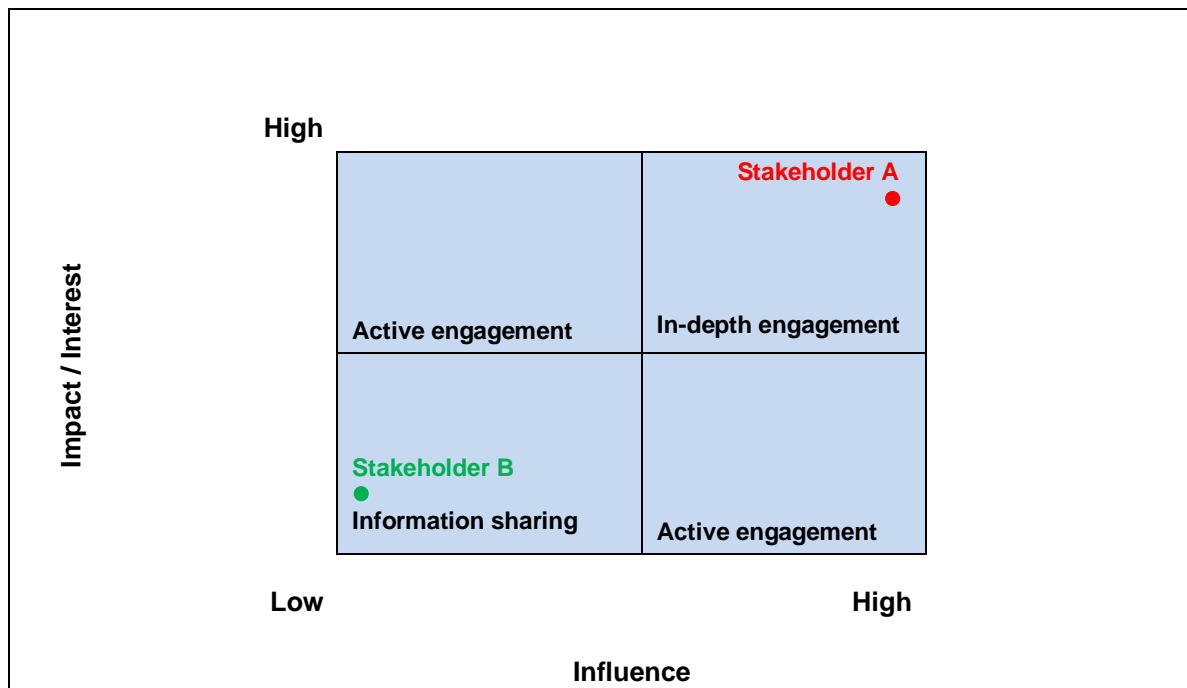 High
Stakeholder A
Impact / Interest
Active engagement
In-depth engagement
Stakeholder B
Information sharing
Active engagement
Low
High
Influence